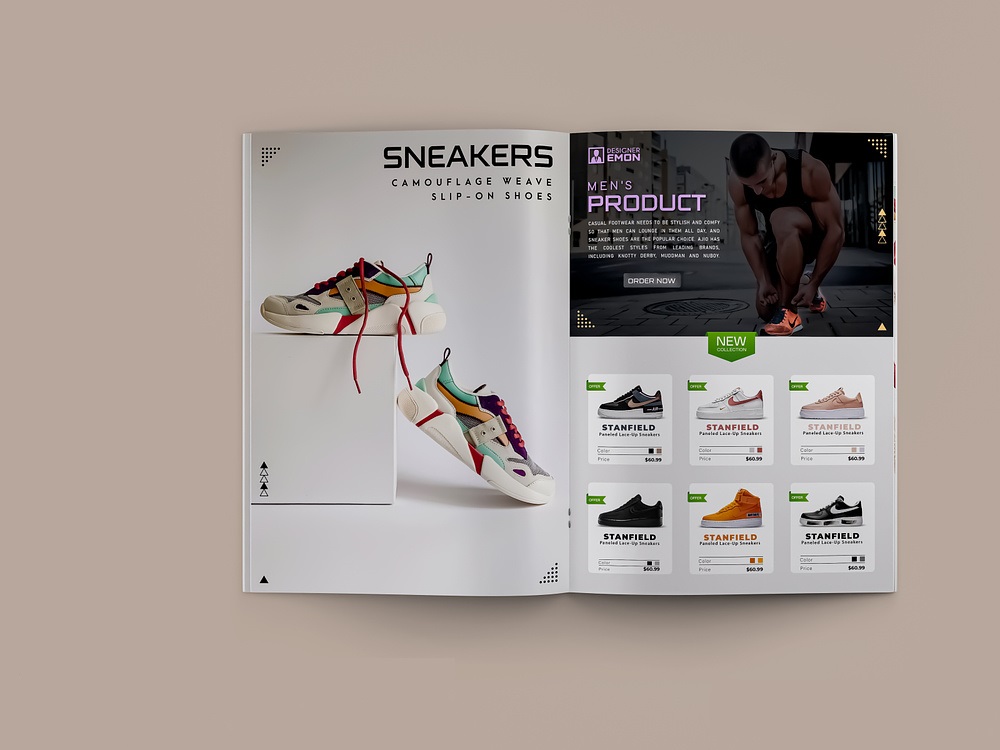 SNEAKERS
CAMOUFLAGE WEAVE
SLIP-ON SHOES
DESIGNER
EMON
MEN'S
PRODUCT
CASUAL FOOTWEAR NEEDS TO BE STYLISH AND COMFY
SO THAT MEN CAN LOUNGE IN THEM ALL DAY, AND
SNEAKER SHOES ARE THE POPULAR CHOICE. AJIO HAS
THE COOLEST STYLES FROM LEADING BRANDS,
INCLUDING KNOTTY DERBY, MUDDMAN AND NUBOY.
ORDER NOW
NEW
COLLECTION
OFFER
STANFIELD
Paneled Lace-Up Sneakers
Color
Price $60.99
OFFER
STANFIELD
Paneled Lace-Up Sneakers
Color
Price $60.99
OFFER
STANFIELD
Paneled Lace-Up Sneakers
Color
Price $60.99
OFFER
STANFIELD
Paneled Lace-Up Sneakers
Color
Price $60.99
OFFER
STANFIELD
Paneled Lace-Up Sneakers
Color
Price $60.99
OFFER
STANFIELD
Paneled Lace-Up Sneakers
Color
Price $60.99